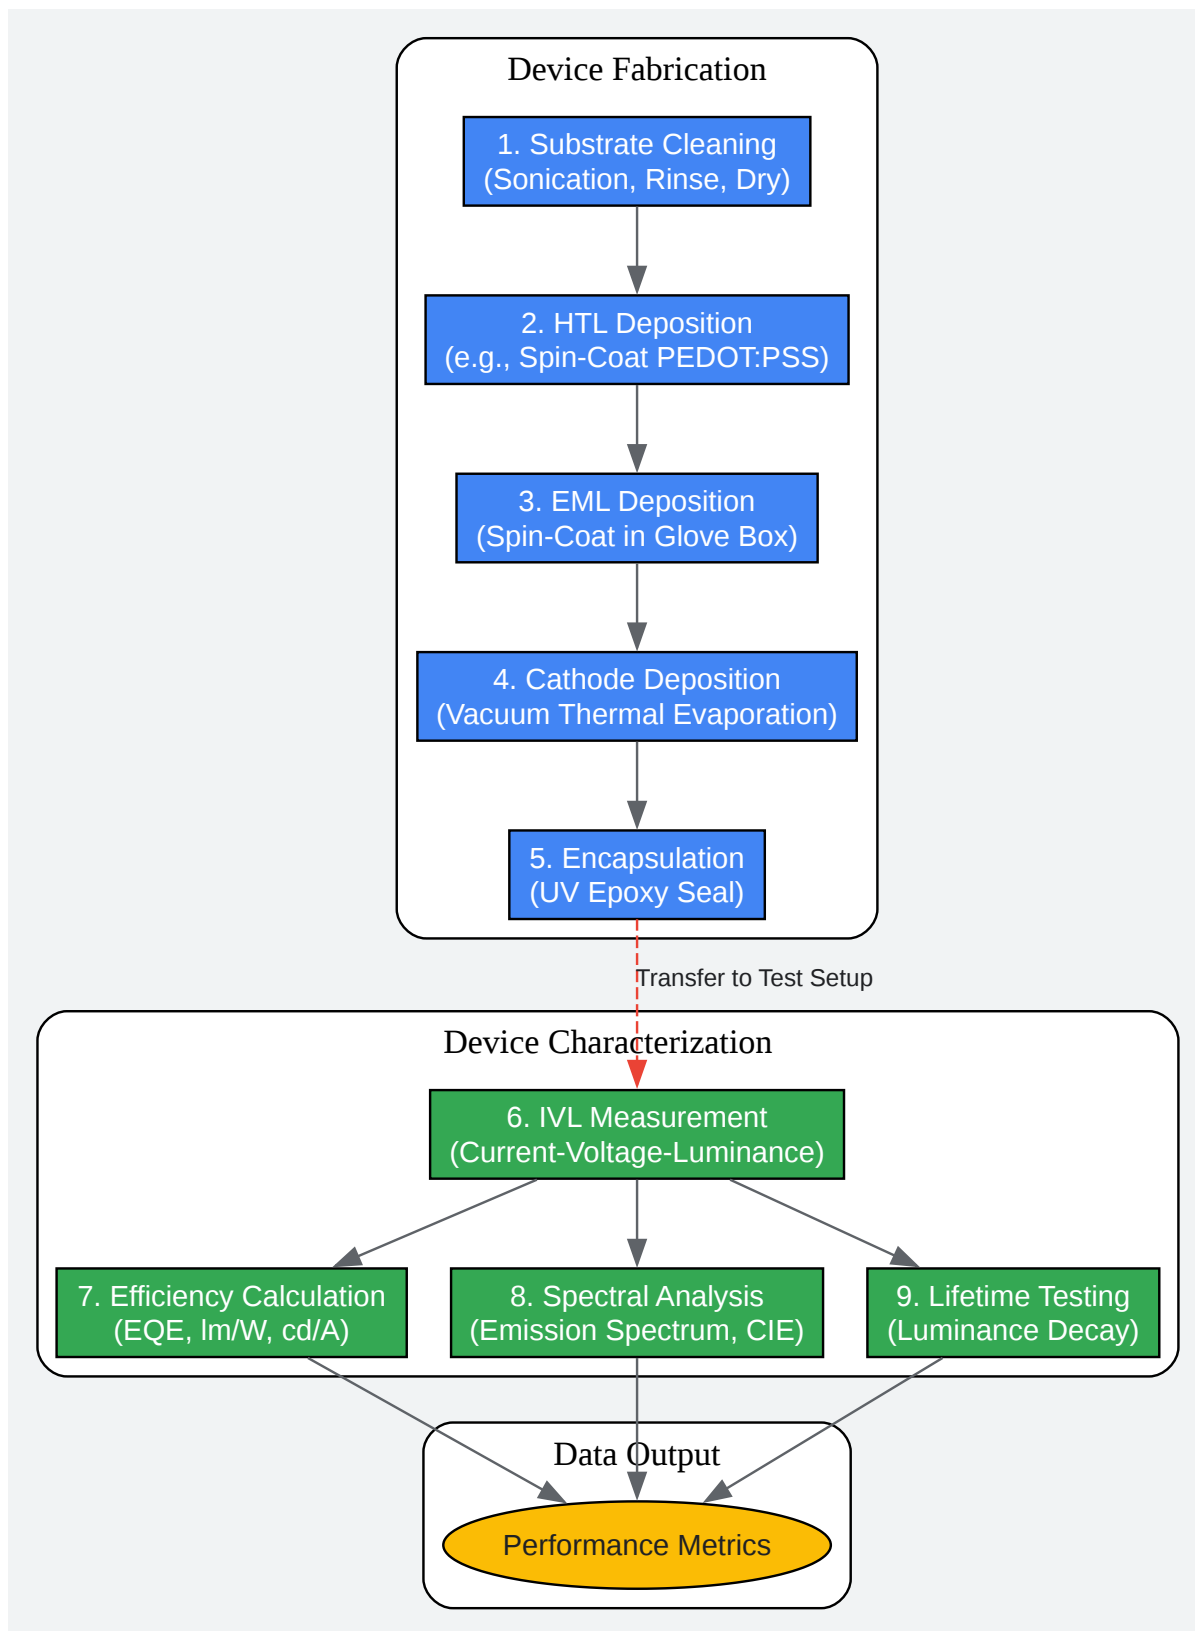 Device Fabrication
1. Substrate Cleaning
(Sonication, Rinse, Dry)
2. HTL Deposition
(e.g., Spin-Coat PEDOT:PSS)
3. EML Deposition
(Spin-Coat in Glove Box)
4. Cathode Deposition
(Vacuum Thermal Evaporation)
5. Encapsulation
(UV Epoxy Seal)
Transfer to Test Setup
Device Characterization
6. IVL Measurement
(Current-Voltage-Luminance)
7. Efficiency Calculation
(EQE, lm/W, cd/A)
8. Spectral Analysis
(Emission Spectrum, CIE)
9. Lifetime Testing
(Luminance Decay)
Data Output
Performance Metrics